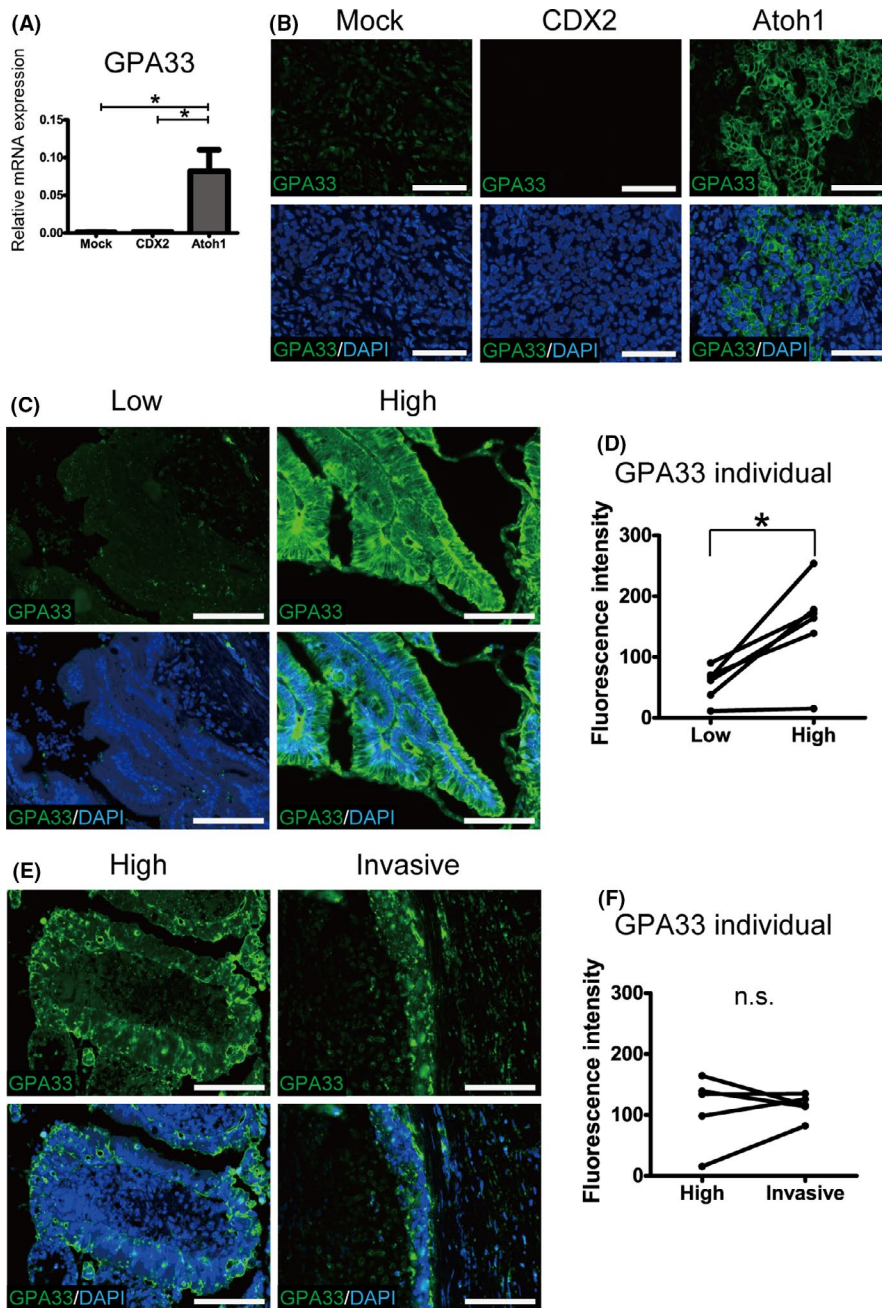 (A)
GPA33
Relative mRNA expression
0.15
0.10
0.05
0.00
*
*
Mock CDX2 Atoh1
(B)
Mock CDX2 Atoh1
GPA33 GPA33 GPA33
GPA33/DAPI GPA33/DAPI GPA33/DAPI
(C)
Low High
GPA33 GPA33
GPA33/DAPI GPA33/DAPI
(D)
GPA33 individual
*
Fluorescence intensity
300
200
100
0
Low High
(E)
High Invasive
GPA33 GPA33
GPA33/DAPI GPA33/DAPI
(F)
GPA33 individual
n.s.
Fluorescence intensity
300
200
100
0
High Invasive